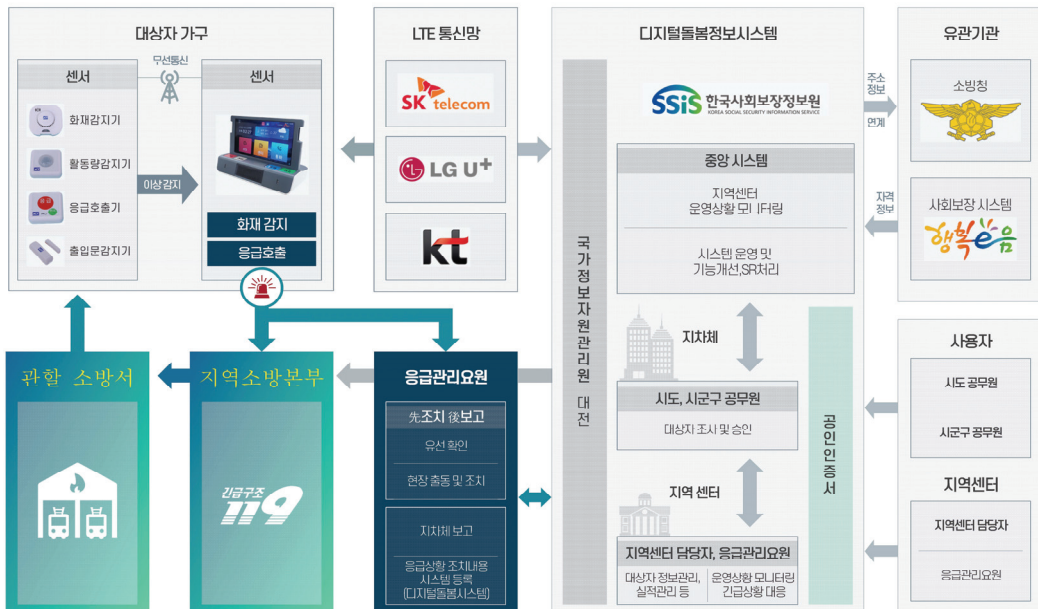 대상자 가구
센서
무선통신
센서
화재감지기
활동량감지기
응급호출기
출입문감지기
이상 감지
화재 감지
응급호출
LTE 통신망
SK telecom
LG U+
kt
디지털돌봄정보시스템
국가정보자원관리원 대전
SSiS 한국사회보장정보원
KOREA SOCIAL SECURITY INFORMATION SERVICE
중앙 시스템
지역센터
운영상황 모니터링
시스템 운영 및
기능개선,SR처리
지차체
시도, 시군구 공무원
대상자 조사 및 승인
지역 센터
지역센터 담당자, 응급관리요원
대상자 정보관리,
실적관리 등
운영상황 모니터링
긴급상황 대응
공인인증서
주소
정보
연계
자격
정보
유관기관
소방청
사회보장 시스템
행복e음
사용자
시도 공무원
시군구 공무원
지역센터
지역센터 담당자
응급관리요원
관할 소방서
지역소방본부
긴급구조
119
응급관리요원
先조치 後보고
유선 확인
현장 출동 및 조치
지차체 보고
응급상황 조치내용
시스템 등록
(디지털돌봄시스템)